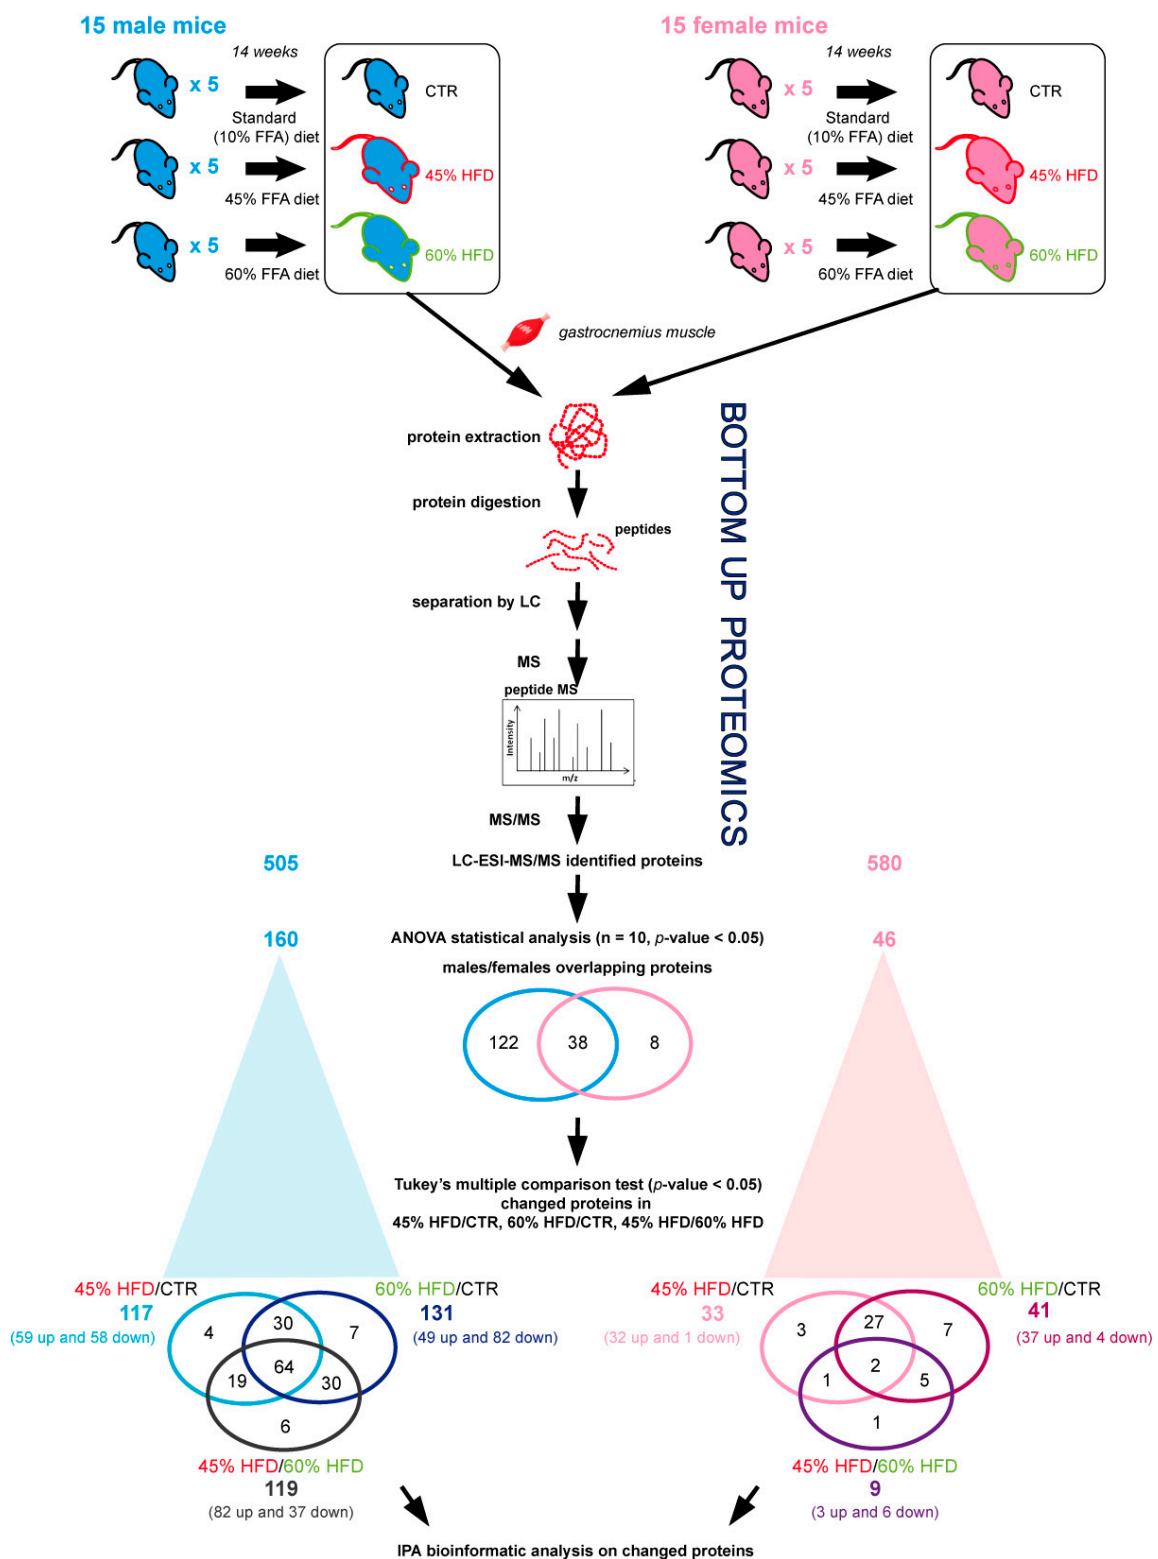 15 male mice
14 weeks
x 5
CTR
Standard
(10% FFA) diet
x 5
45% HFD
45% FFA diet
x 5
60% HFD
60% FFA diet
15 female mice
14 weeks
x 5
CTR
Standard
(10% FFA) diet
x 5
45% HFD
45% FFA diet
x 5
60% HFD
60% FFA diet
gastrocnemius muscle
BOTTOM UP PROTEOMICS
protein extraction
protein digestion
peptides
separation by LC
MS
peptide MS
Intensity
m/z
MS/MS
505
LC-ESI-MS/MS identified proteins
580
160
ANOVA statistical analysis (n = 10, p-value < 0.05)
46
males/females overlapping proteins
122
38
8
Tukey's multiple comparison test (p-value < 0.05)
changed proteins in
45% HFD/CTR, 60% HFD/CTR, 45% HFD/60% HFD
45% HFD/CTR
117
(59 up and 58 down)
60% HFD/CTR
131
(49 up and 82 down)
4
30
7
64
19
30
6
45% HFD/60% HFD
119
(82 up and 37 down)
45% HFD/CTR
33
(32 up and 1 down)
60% HFD/CTR
41
(37 up and 4 down)
3
27
7
2
1
5
1
45% HFD/60% HFD
9
(3 up and 6 down)
IPA bioinformatic analysis on changed proteins